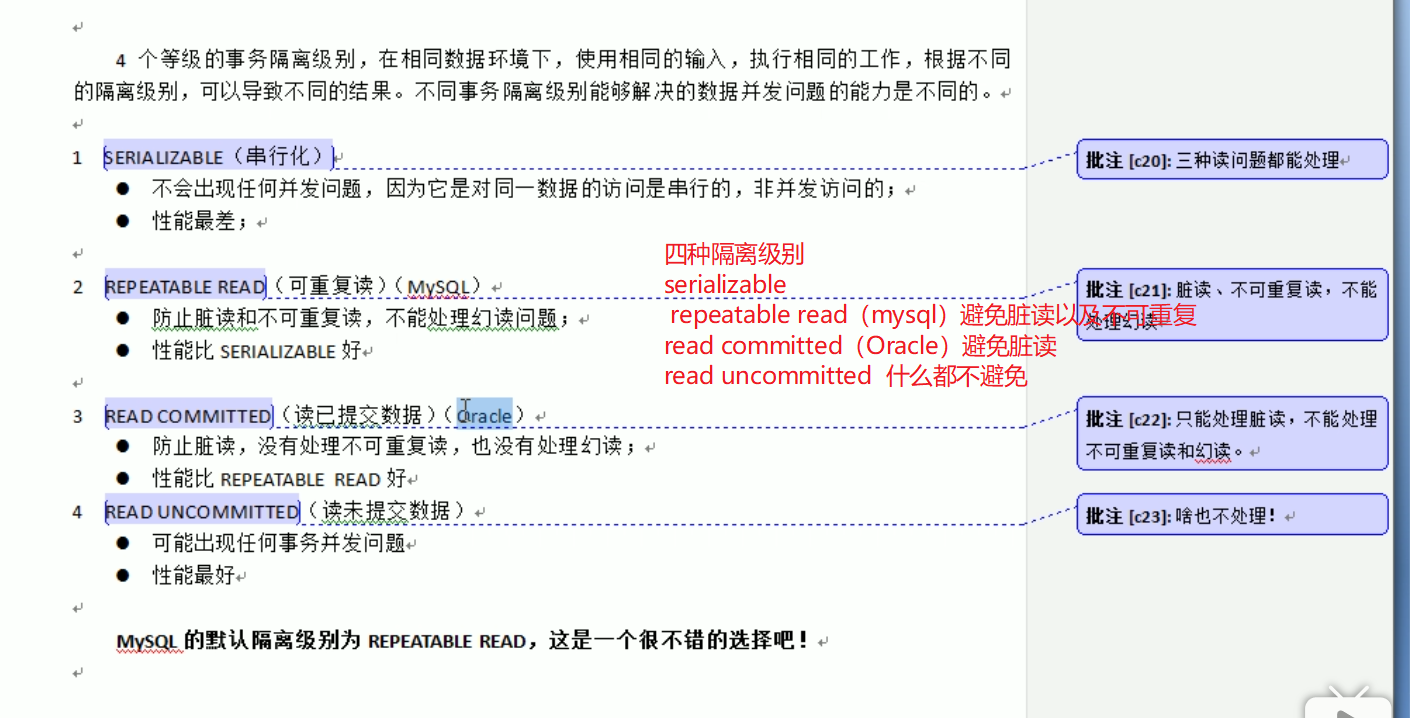 4 个等级的事务隔离级别，在相同数据环境下，使用相同的输入，执行相同的工作，根据不同
的隔离级别，可以导致不同的结果。不同事务隔离级别能够解决的数据并发问题的能力是不同的。
1 SERIALIZABLE（串行化）
批注 [c20]: 三种读问题都能处理
● 不会出现任何并发问题，因为它是对同一数据的访问是串行的，非并发访问的；
● 性能最差；
四种隔离级别
serializable
repeatable read（mysql）避免脏读以及不可重复
read committed（Oracle）避免脏读
read uncommitted 什么都不避免
2 REPEATABLE READ（可重复读）（MySQL）
批注 [c21]: 脏读、不可重复读，不能
处理幻读
● 防止脏读和不可重复读，不能处理幻读问题；
● 性能比 SERIALIZABLE 好
3 READ COMMITTED（读已提交数据）（Oracle）
批注 [c22]: 只能处理脏读，不能处理
不可重复读和幻读。
● 防止脏读，没有处理不可重复读，也没有处理幻读；
● 性能比 REPEATABLE READ 好
4 READ UNCOMMITTED（读未提交数据）
批注 [c23]: 啥也不处理！
● 可能出现任何事务并发问题
● 性能最好
MySQL 的默认隔离级别为 REPEATABLE READ，这是一个很不错的选择吧！